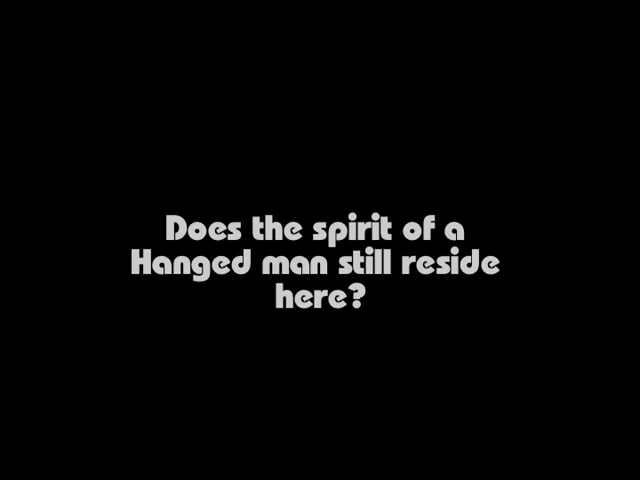 Does the spirit of a
Hanged man still reside
here?